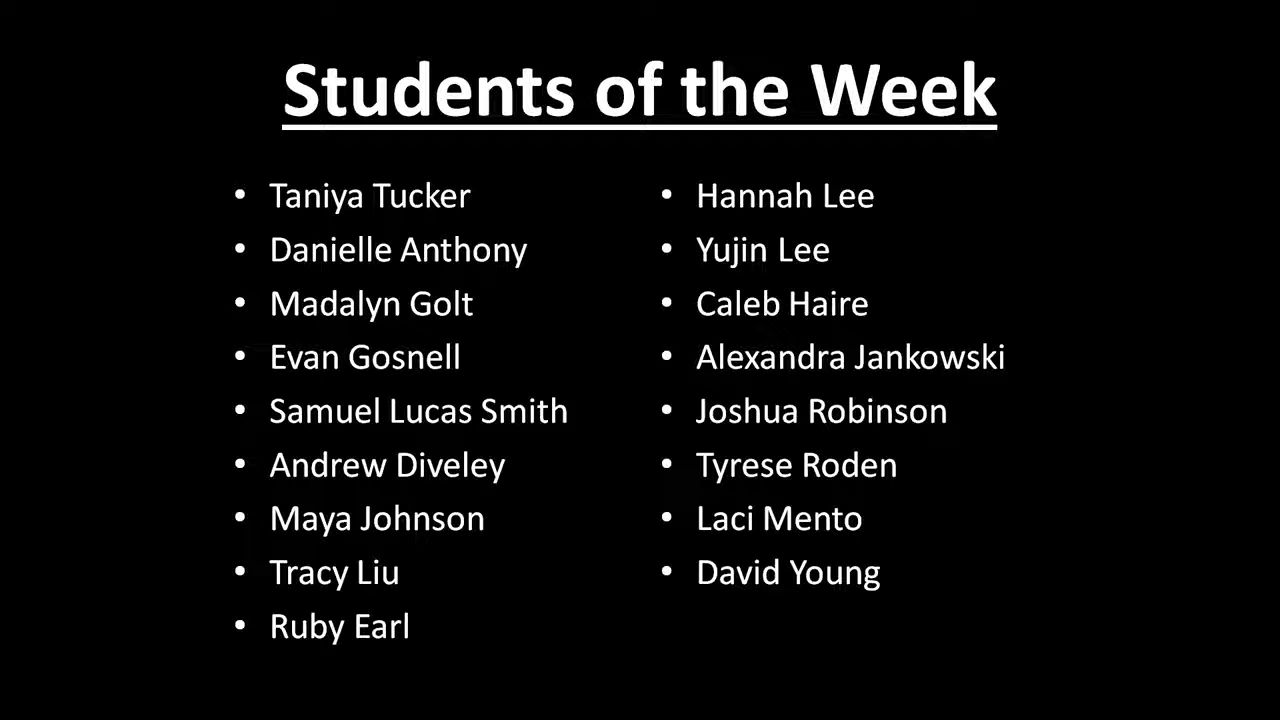 Students of the Week
• Taniya Tucker
• Danielle Anthony
• Madalyn Golt
• Evan Gosnell
• Samuel Lucas Smith
• Andrew Diveley
• Maya Johnson
• Tracy Liu
• Ruby Earl
• Hannah Lee
• Yujin Lee
• Caleb Haire
• Alexandra Jankowski
• Joshua Robinson
• Tyrese Roden
• Laci Mento
• David Young